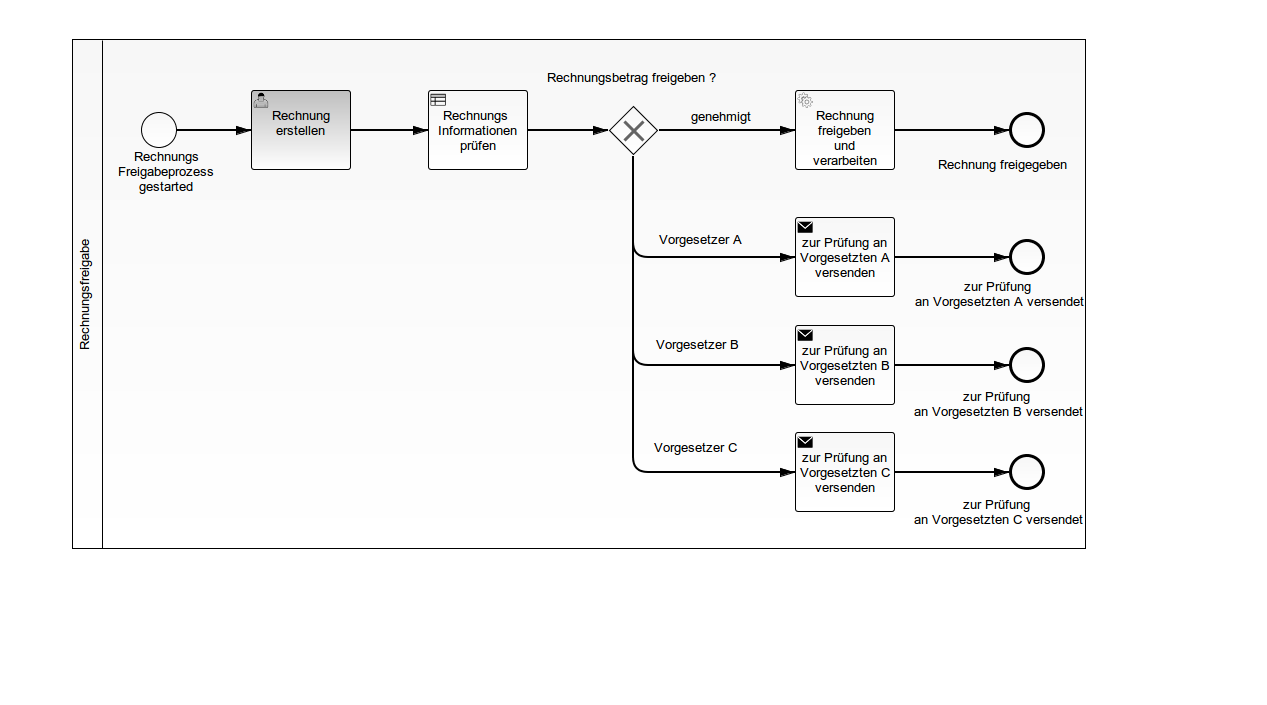 Rechnungsfreigabe
Rechnungsbetrag freigeben ?
Rechnungs
Freigabeprozess
gestarted
Rechnung
erstellen
Rechnungs
Informationen
prüfen
genehmigt
Rechnung
freigeben
und
verarbeiten
Rechnung freigegeben
Vorgesetzer A
zur Prüfung an
Vorgesetzten A
versenden
zur Prüfung
an Vorgesetzten A versendet
Vorgesetzer B
zur Prüfung an
Vorgesetzten B
versenden
zur Prüfung
an Vorgesetzten B versendet
Vorgesetzer C
zur Prüfung an
Vorgesetzten C
versenden
zur Prüfung
an Vorgesetzten C versendet